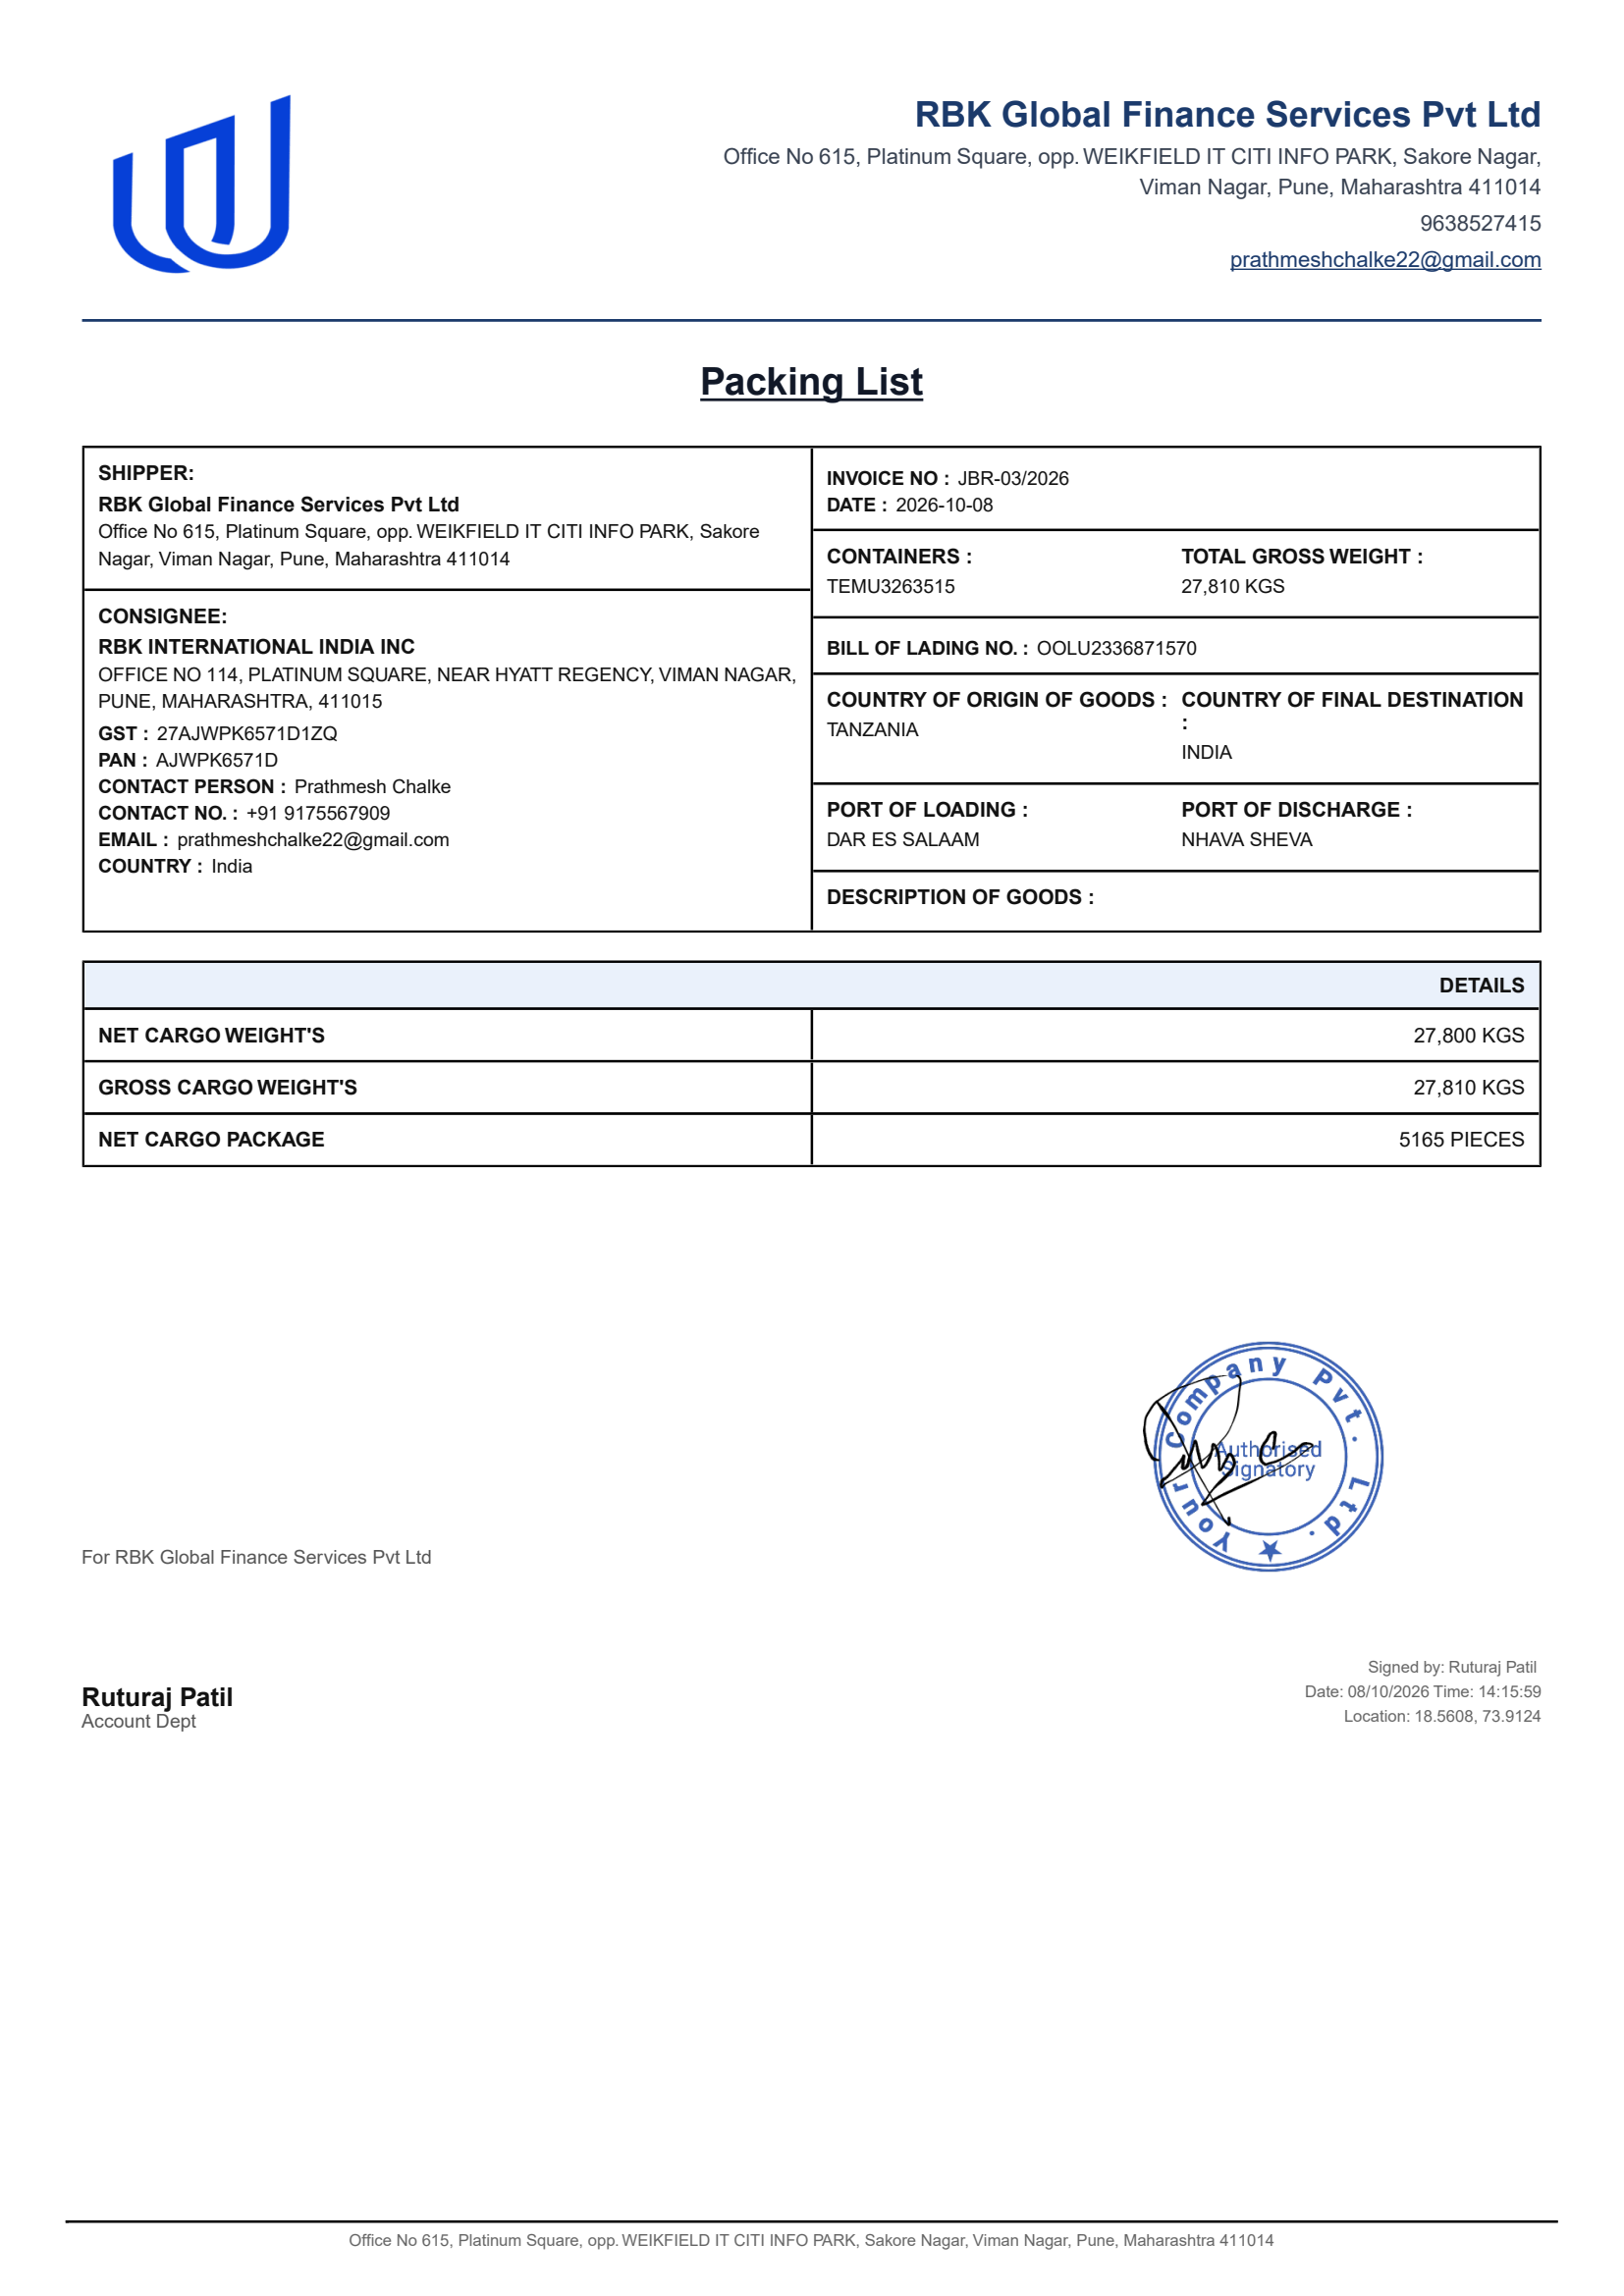 RBK Global Finance Services Pvt Ltd
Office No 615, Platinum Square, opp. WEIKFIELD IT CITI INFO PARK, Sakore Nagar,
Viman Nagar, Pune, Maharashtra 411014
9638527415
prathmeshchalke22@gmail.com
Packing List
SHIPPER:
RBK Global Finance Services Pvt Ltd
Office No 615, Platinum Square, opp. WEIKFIELD IT CITI INFO PARK, Sakore
Nagar, Viman Nagar, Pune, Maharashtra 411014
CONSIGNEE:
RBK INTERNATIONAL INDIA INC
OFFICE NO 114, PLATINUM SQUARE, NEAR HYATT REGENCY, VIMAN NAGAR,
PUNE, MAHARASHTRA, 411015
GST : 27AJWPK6571D1ZQ
PAN : AJWPK6571D
CONTACT PERSON : Prathmesh Chalke
CONTACT NO. : +91 9175567909
EMAIL : prathmeshchalke22@gmail.com
COUNTRY : India
INVOICE NO : JBR-03/2026
DATE : 2026-10-08
CONTAINERS :
TEMU3263515
TOTAL GROSS WEIGHT :
27,810 KGS
BILL OF LADING NO. : OOLU2336871570
COUNTRY OF ORIGIN OF GOODS :
TANZANIA
COUNTRY OF FINAL DESTINATION
:
INDIA
PORT OF LOADING :
DAR ES SALAAM
PORT OF DISCHARGE :
NHAVA SHEVA
DESCRIPTION OF GOODS :
DETAILS
NET CARGO WEIGHT'S 27,800 KGS
GROSS CARGO WEIGHT'S 27,810 KGS
NET CARGO PACKAGE 5165 PIECES
Your Company Pvt. Ltd.
Authorised
Signatory
For RBK Global Finance Services Pvt Ltd
Ruturaj Patil
Account Dept
Signed by: Ruturaj Patil
Date: 08/10/2026 Time: 14:15:59
Location: 18.5608, 73.9124
Office No 615, Platinum Square, opp. WEIKFIELD IT CITI INFO PARK, Sakore Nagar, Viman Nagar, Pune, Maharashtra 411014